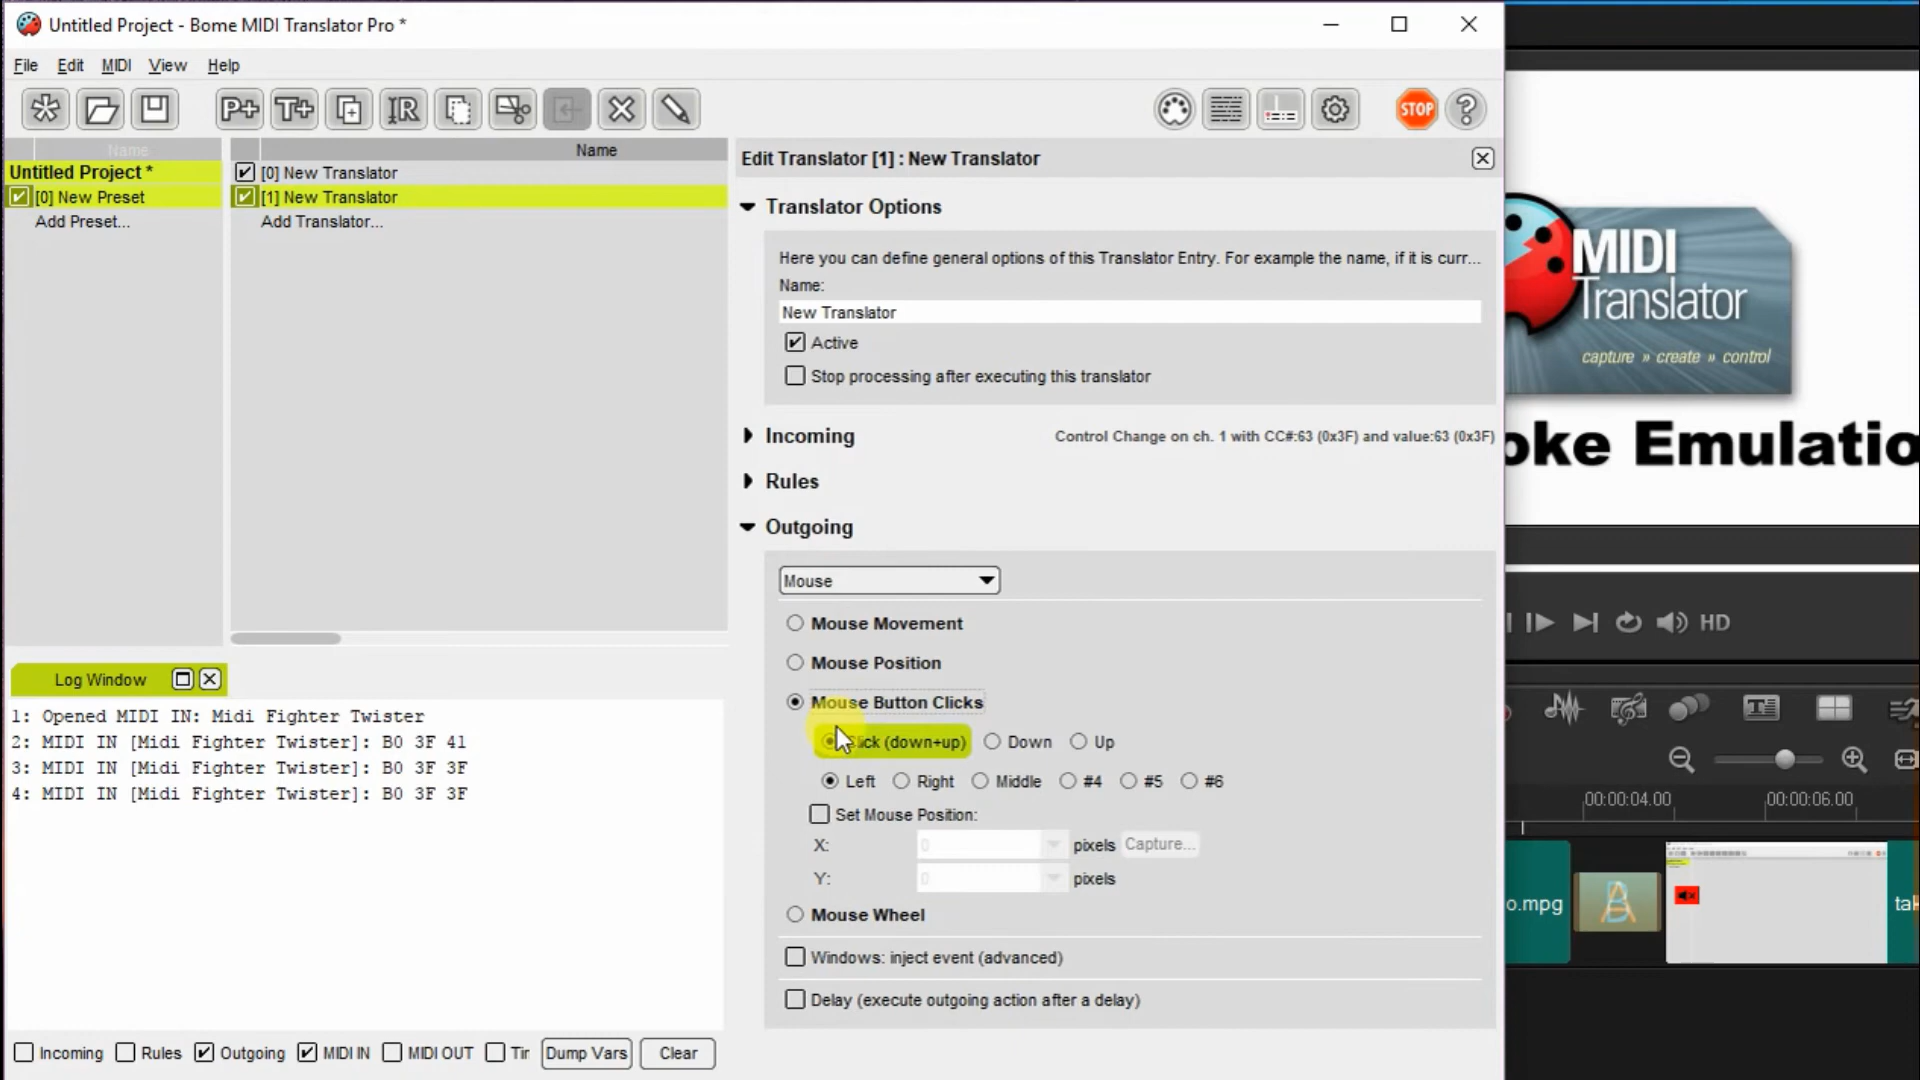 Untitled Project - Bome MIDI Translator Pro *
File Edit MIDI View Help
P+ T+ R STOP ?
Name
Untitled Project *
[0] New Preset
Add Preset...
Name
[0] New Translator
[1] New Translator
Add Translator...
Edit Translator [1] : New Translator
Translator Options
Here you can define general options of this Translator Entry. For example the name, if it is curr...
Name:
New Translator
Active
Stop processing after executing this translator
Incoming Control Change on ch. 1 with CC#:63 (0x3F) and value:63 (0x3F)
Rules
Outgoing
Mouse
Mouse Movement
Mouse Position
Mouse Button Clicks
lick (down+up) Down Up
Left Right Middle #4 #5 #6
Set Mouse Position:
X: 0 pixels Capture...
Y: 0 pixels
Mouse Wheel
Windows: inject event (advanced)
Delay (execute outgoing action after a delay)
Log Window
1: Opened MIDI IN: Midi Fighter Twister
2: MIDI IN [Midi Fighter Twister]: B0 3F 41
3: MIDI IN [Midi Fighter Twister]: B0 3F 3F
4: MIDI IN [Midi Fighter Twister]: B0 3F 3F
Incoming Rules Outgoing MIDI IN MIDI OUT Tir Dump Vars Clear
MIDI
Translator
capture » create » control
oke Emulatio
HD
00:00:04.00 00:00:06.00
o.mpg
tal